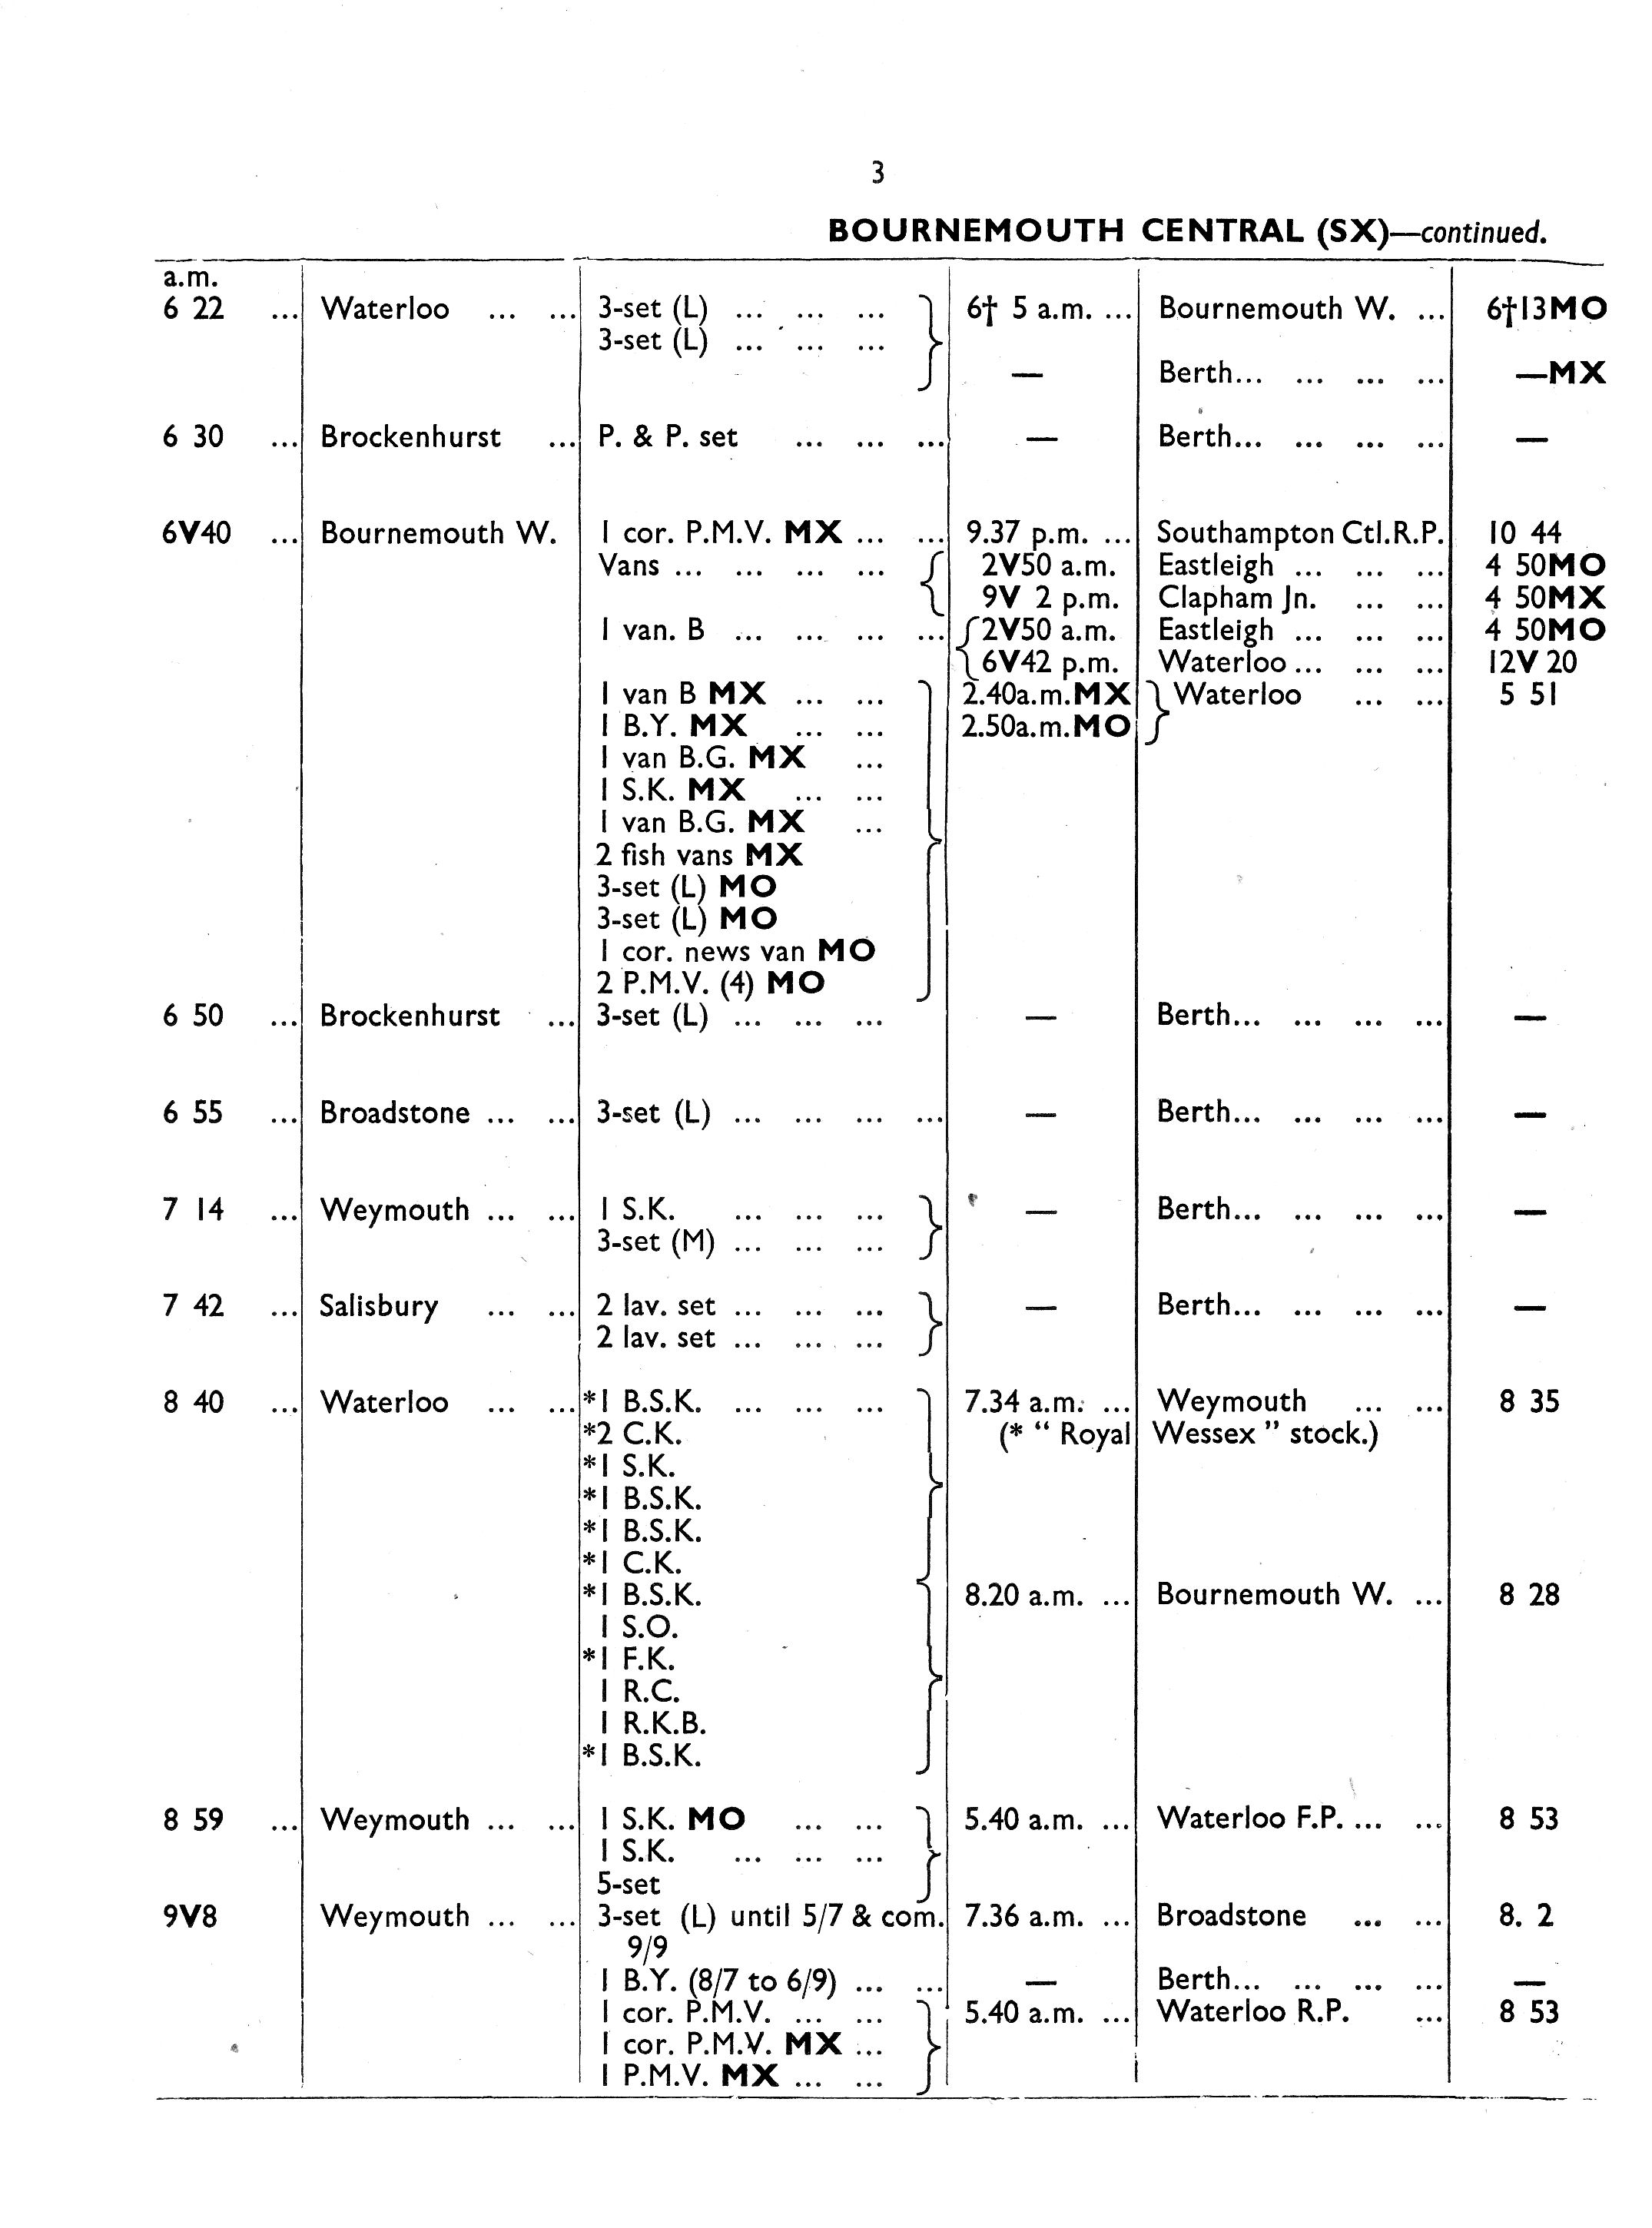 3
BOURNEMOUTH CENTRAL (SX)—continued.
a.m.
6 22 ... Waterloo ... ... 3-set (L) ... ... ... 6† 5 a.m. ... Bournemouth W. ... 6†13MO
3-set (L) ... ... ...
— Berth... ... ... ... —MX
6 30 ... Brockenhurst ... P. & P. set ... ... ... — Berth... ... ... ... —
6V40 ... Bournemouth W. 1 cor. P.M.V. MX ... ... 9.37 p.m. ... Southampton Ctl.R.P. 10 44
Vans ... ... ... ... { 2V50 a.m. Eastleigh ... ... ... 4 50MO
9V 2 p.m. Clapham Jn. ... ... 4 50MX
1 van. B ... ... ... ... { 2V50 a.m. Eastleigh ... ... ... 4 50MO
6V42 p.m. Waterloo ... ... ... 12V 20
1 van B MX ... ... } 2.40a.m.MX } Waterloo ... ... 5 51
1 B.Y. MX ... ... 2.50a.m.MO
1 van B.G. MX ...
1 S.K. MX ... ...
1 van B.G. MX ...
2 fish vans MX
3-set (L) MO
3-set (L) MO
1 cor. news van MO
2 P.M.V. (4) MO
6 50 ... Brockenhurst ... 3-set (L) ... ... ... — Berth... ... ... ... —
6 55 ... Broadstone ... ... 3-set (L) ... ... ... ... — Berth... ... ... ... —
7 14 ... Weymouth ... ... 1 S.K. ... ... ... } — Berth... ... ... ... —
3-set (M) ... ... ...
7 42 ... Salisbury ... ... 2 lav. set ... ... ... } — Berth... ... ... ... —
2 lav. set ... ... ...
8 40 ... Waterloo ... ... *1 B.S.K. ... ... ... } 7.34 a.m. ... Weymouth ... ... 8 35
*2 C.K. (* “ Royal Wessex ” stock.)
*1 S.K.
*1 B.S.K.
*1 B.S.K.
*1 C.K.
*1 B.S.K. } 8.20 a.m. ... Bournemouth W. ... 8 28
1 S.O.
*1 F.K.
1 R.C.
1 R.K.B.
*1 B.S.K.
8 59 ... Weymouth ... ... 1 S.K. MO ... ... } 5.40 a.m. ... Waterloo F.P. ... ... 8 53
1 S.K. ... ... ...
5-set
9V8 Weymouth ... ... 3-set (L) until 5/7 & com. 7.36 a.m. ... Broadstone ... ... 8. 2
9/9
1 B.Y. (8/7 to 6/9) ... ... — Berth... ... ... ... —
1 cor. P.M.V. ... ... } 5.40 a.m. ... Waterloo R.P. ... 8 53
1 cor. P.M.V. MX ...
1 P.M.V. MX ... ...